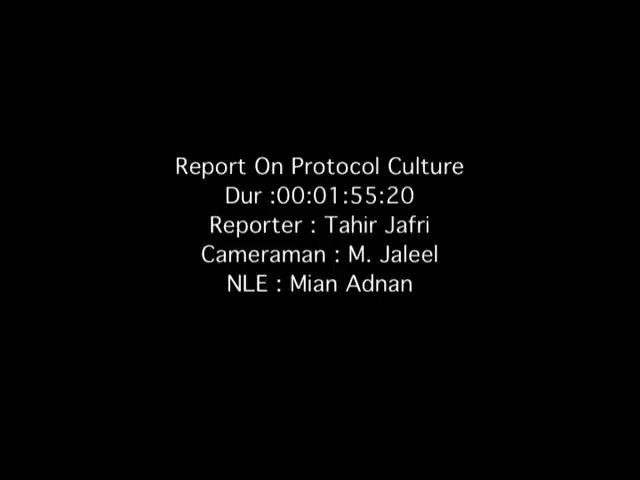 Report On Protocol Culture
Dur :00:01:55:20
Reporter : Tahir Jafri
Cameraman : M. Jaleel
NLE : Mian Adnan